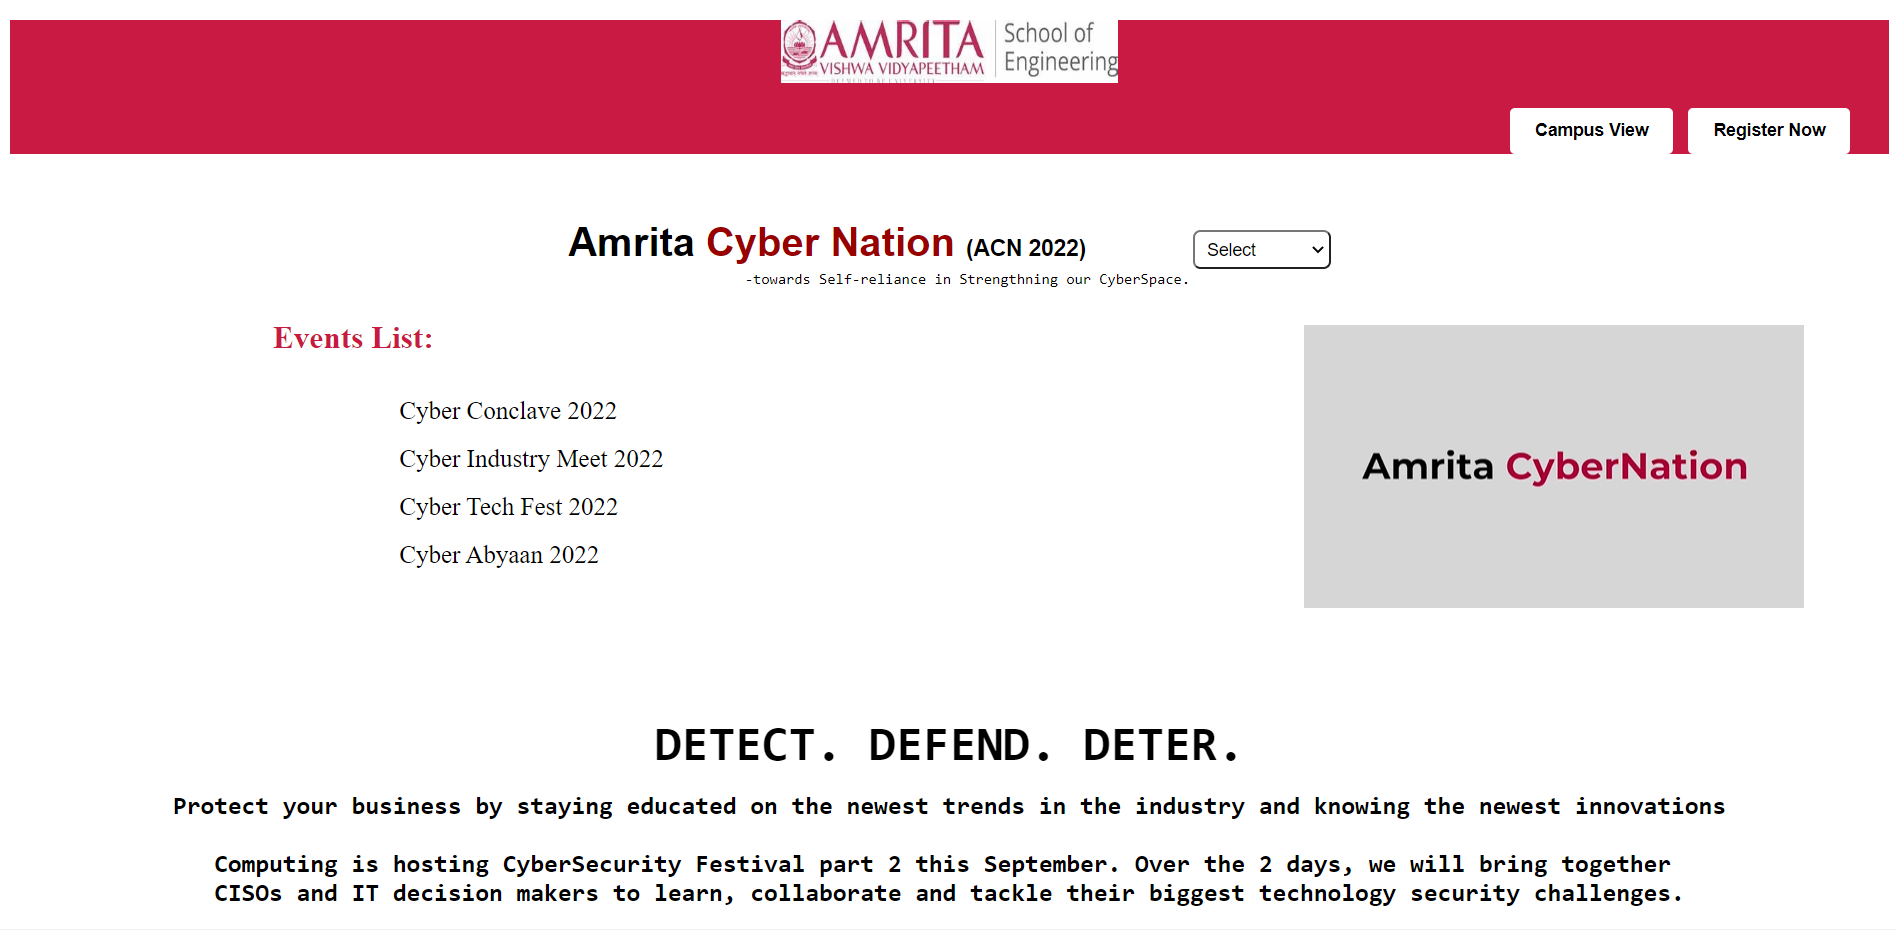 AMRITA
VISHWA VIDYAPEETHAM
School of
Engineering
Campus View
Register Now
Amrita Cyber Nation (ACN 2022)
Select
-towards Self-reliance in Strengthning our CyberSpace.
Events List:
Cyber Conclave 2022
Cyber Industry Meet 2022
Cyber Tech Fest 2022
Cyber Abyaan 2022
Amrita CyberNation
DETECT. DEFEND. DETER.
Protect your business by staying educated on the newest trends in the industry and knowing the newest innovations
Computing is hosting CyberSecurity Festival part 2 this September. Over the 2 days, we will bring together
CISOs and IT decision makers to learn, collaborate and tackle their biggest technology security challenges.